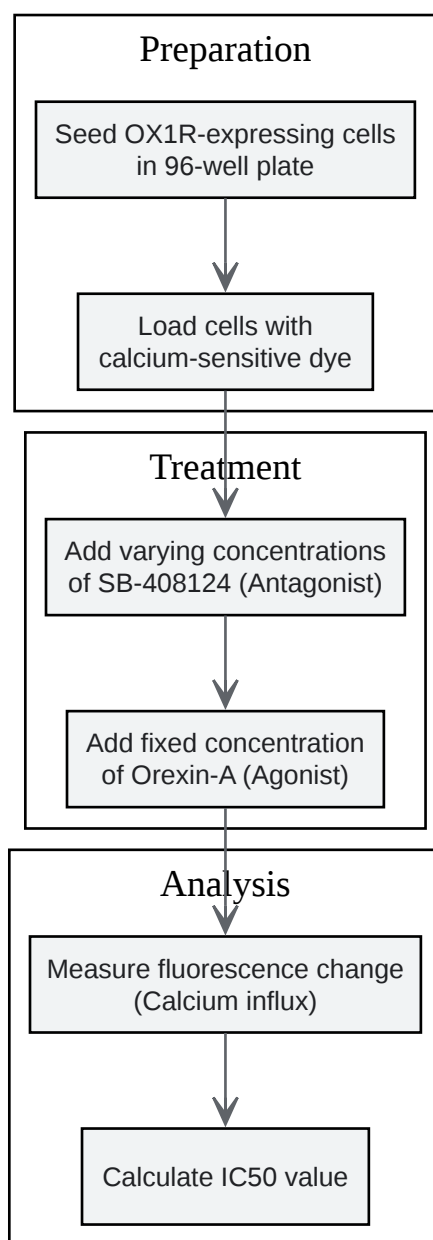 Preparation
Seed OX1R-expressing cells
in 96-well plate
Load cells with
calcium-sensitive dye
Treatment
Add varying concentrations
of SB-408124 (Antagonist)
Add fixed concentration
of Orexin-A (Agonist)
Analysis
Measure fluorescence change
(Calcium influx)
Calculate IC50 value